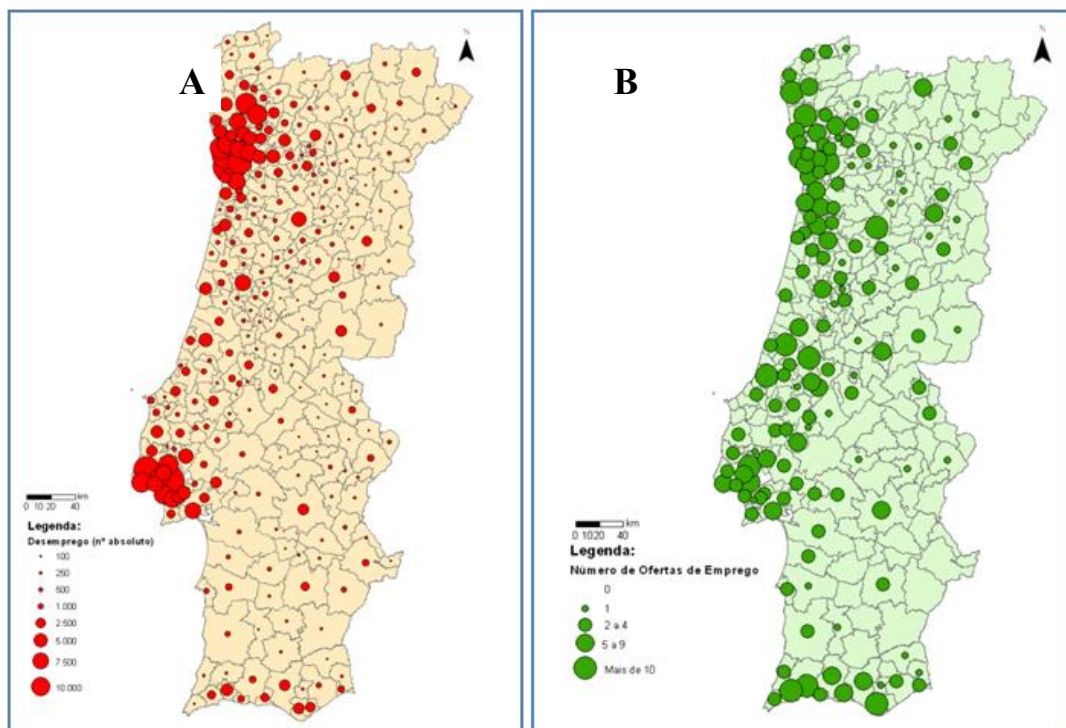 A
N
0 10 20 40 km
Legenda:
Desemprego (nº absoluto)
100
250
500
1.000
2.500
5.000
7.500
10.000
B
N
0 1020 40 km
Legenda:
Número de Ofertas de Emprego
0
1
2 a 4
5 a 9
Mais de 10